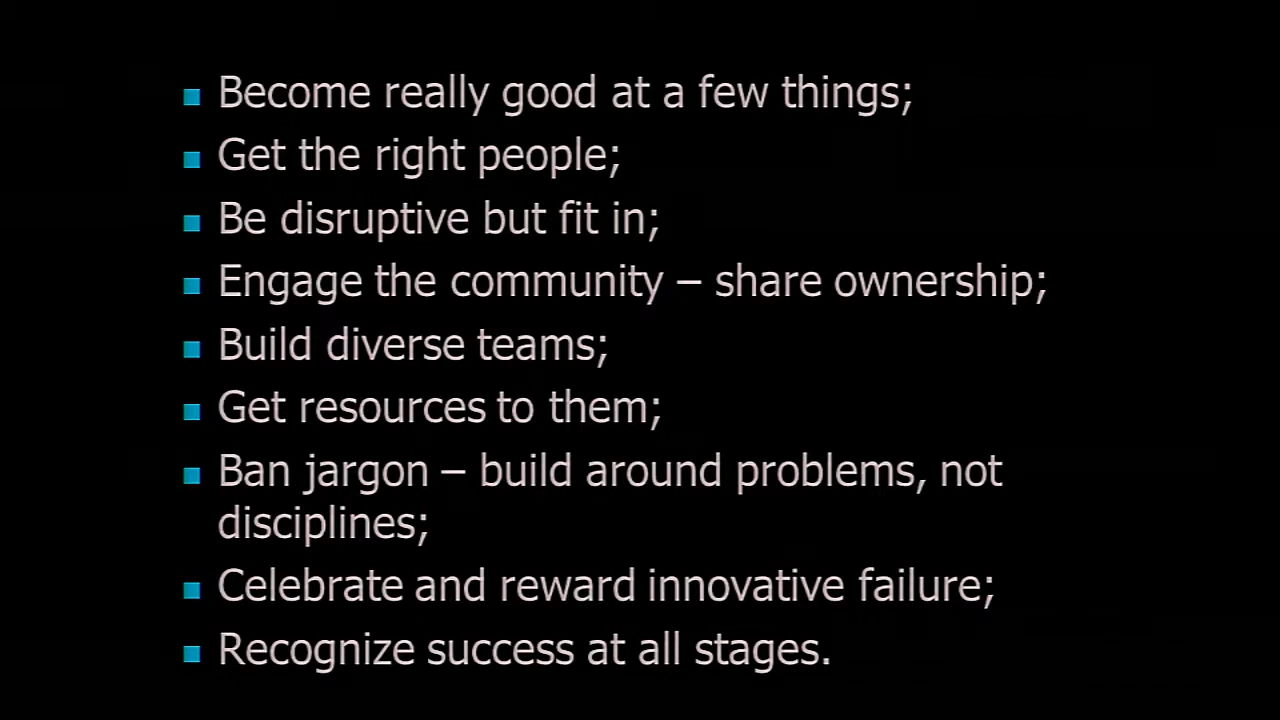 Become really good at a few things;
Get the right people;
Be disruptive but fit in;
Engage the community – share ownership;
Build diverse teams;
Get resources to them;
Ban jargon – build around problems, not
disciplines;
Celebrate and reward innovative failure;
Recognize success at all stages.